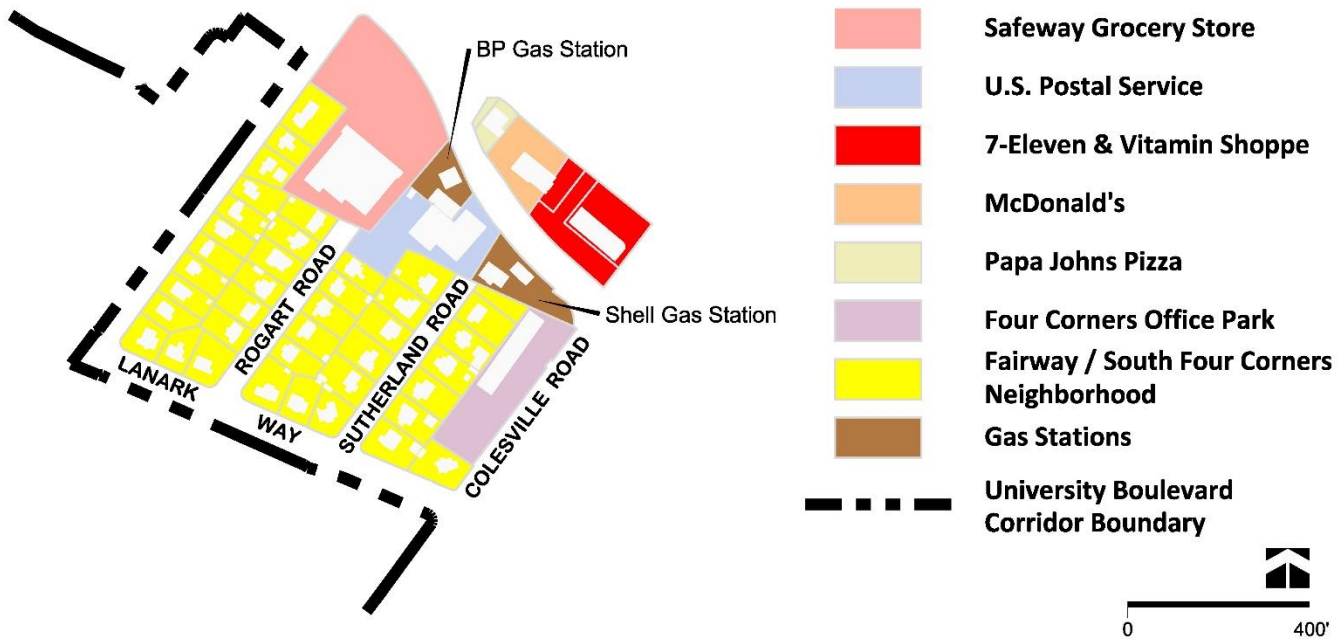 BP Gas Station
Shell Gas Station
LANARK
WAY
ROGART ROAD
SUTHERLAND ROAD
COLESVILLE ROAD
Safeway Grocery Store
U.S. Postal Service
7-Eleven & Vitamin Shoppe
McDonald's
Papa Johns Pizza
Four Corners Office Park
Fairway / South Four Corners
Neighborhood
Gas Stations
University Boulevard
Corridor Boundary
0 400'